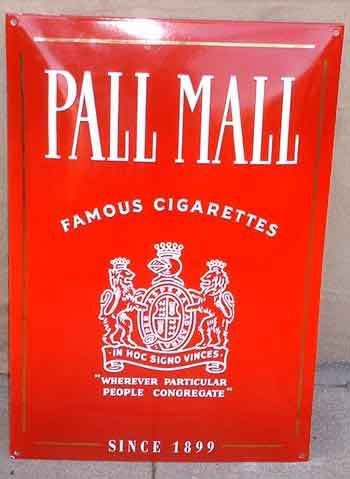 PALL MALL
FAMOUS CIGARETTES
IN HOC SIGNO VINCES
"WHEREVER PARTICULAR
PEOPLE CONGREGATE"
SINCE 1899